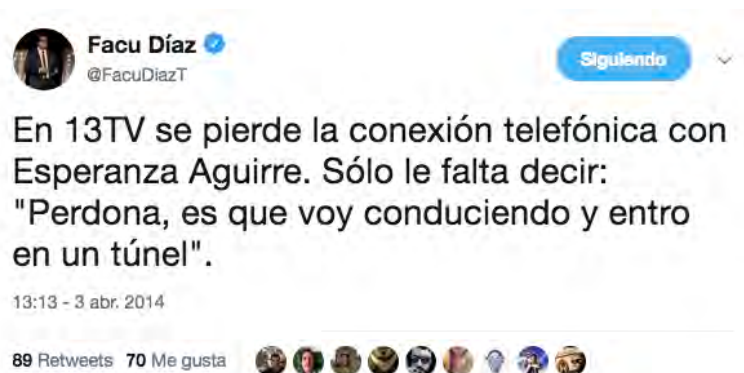 Facu Díaz
@FacuDiazT
Siguiendo
En 13TV se pierde la conexión telefónica con
Esperanza Aguirre. Sólo le falta decir:
"Perdona, es que voy conduciendo y entro
en un túnel".
13:13 - 3 abr. 2014
89 Retweets 70 Me gusta